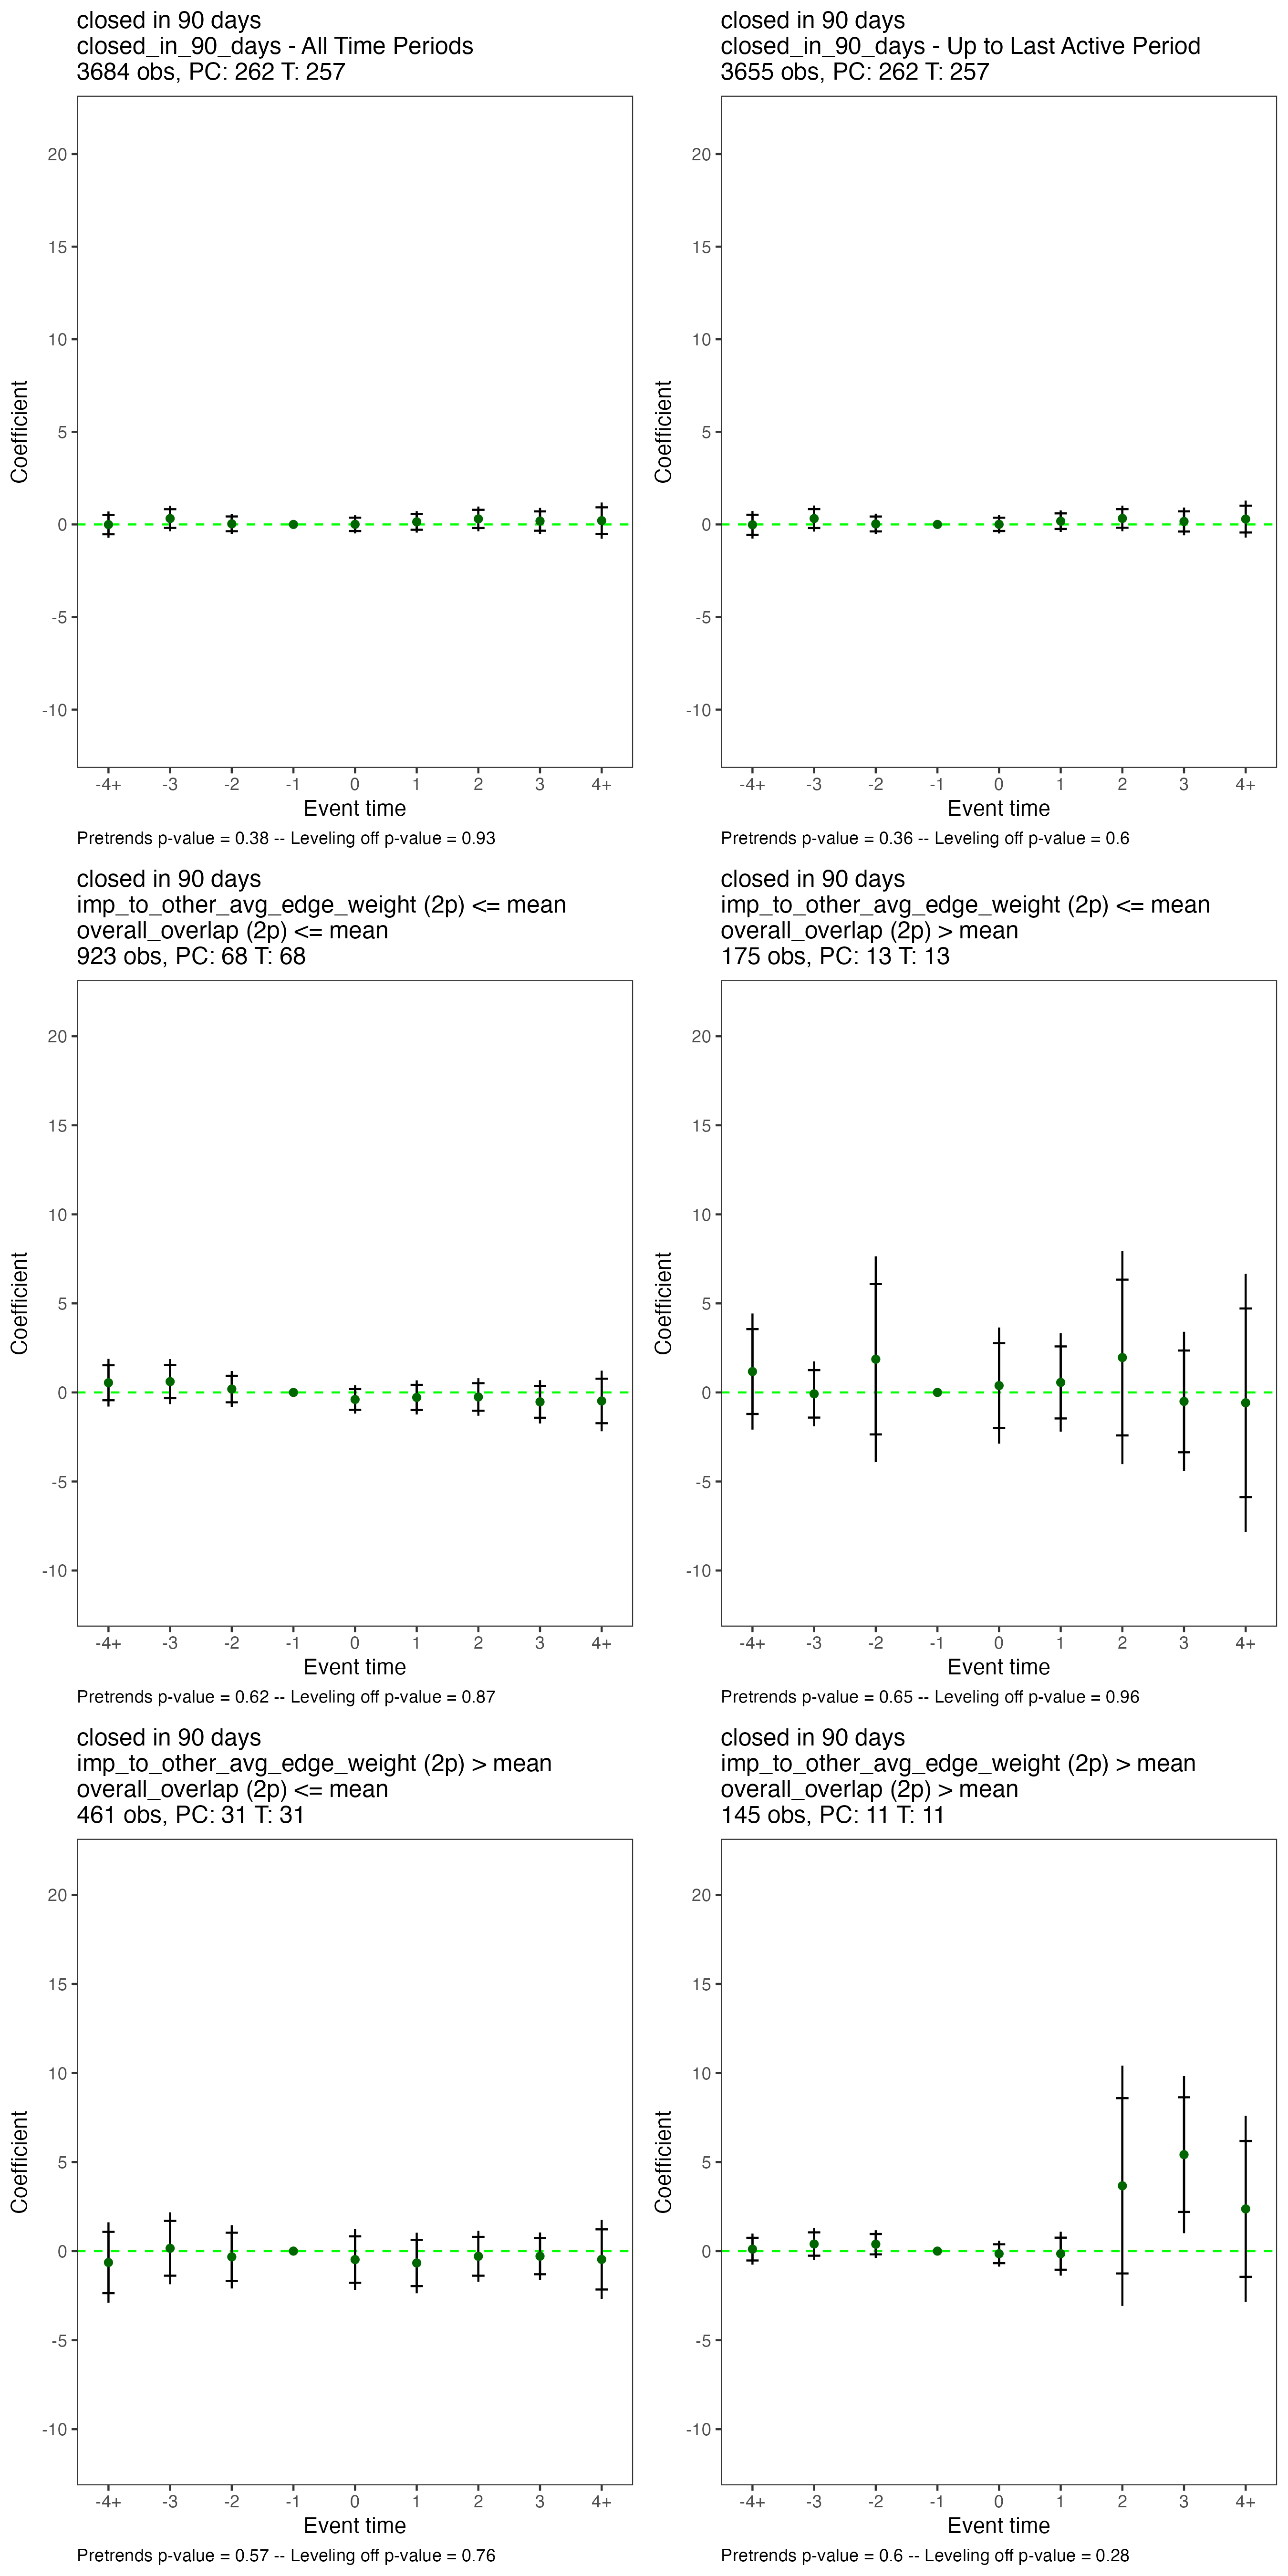 closed in 90 days
closed_in_90_days - All Time Periods
3684 obs, PC: 262 T: 257
20
15
10
5
0
-5
-10
Coefficient
-4+ -3 -2 -1 0 1 2 3 4+
Event time
Pretrends p-value = 0.38 -- Leveling off p-value = 0.93
closed in 90 days
closed_in_90_days - Up to Last Active Period
3655 obs, PC: 262 T: 257
20
15
10
5
0
-5
-10
Coefficient
-4+ -3 -2 -1 0 1 2 3 4+
Event time
Pretrends p-value = 0.36 -- Leveling off p-value = 0.6
closed in 90 days
imp_to_other_avg_edge_weight (2p) <= mean
overall_overlap (2p) <= mean
923 obs, PC: 68 T: 68
20
15
10
5
0
-5
-10
Coefficient
-4+ -3 -2 -1 0 1 2 3 4+
Event time
Pretrends p-value = 0.62 -- Leveling off p-value = 0.87
closed in 90 days
imp_to_other_avg_edge_weight (2p) <= mean
overall_overlap (2p) > mean
175 obs, PC: 13 T: 13
20
15
10
5
0
-5
-10
Coefficient
-4+ -3 -2 -1 0 1 2 3 4+
Event time
Pretrends p-value = 0.65 -- Leveling off p-value = 0.96
closed in 90 days
imp_to_other_avg_edge_weight (2p) > mean
overall_overlap (2p) <= mean
461 obs, PC: 31 T: 31
20
15
10
5
0
-5
-10
Coefficient
-4+ -3 -2 -1 0 1 2 3 4+
Event time
Pretrends p-value = 0.57 -- Leveling off p-value = 0.76
closed in 90 days
imp_to_other_avg_edge_weight (2p) > mean
overall_overlap (2p) > mean
145 obs, PC: 11 T: 11
20
15
10
5
0
-5
-10
Coefficient
-4+ -3 -2 -1 0 1 2 3 4+
Event time
Pretrends p-value = 0.6 -- Leveling off p-value = 0.28